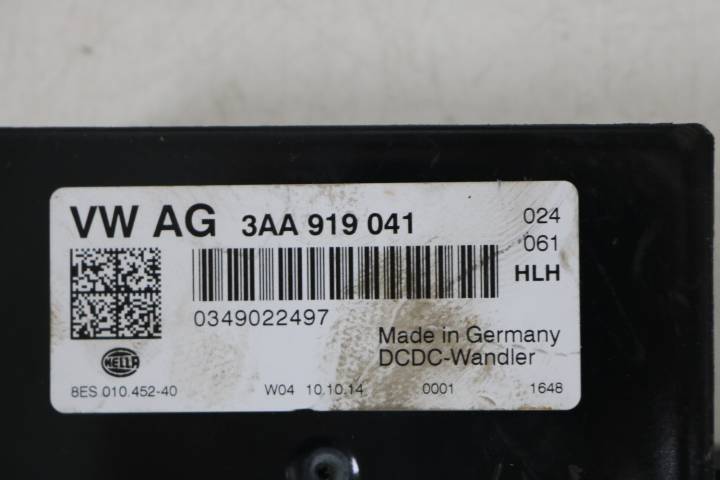 VW AG 3AA 919 041
024
061
HLH
0349022497
Made in Germany
DCDC-Wandler
HELLA
8ES 010.452-40 W04 10.10.14 0001 1648